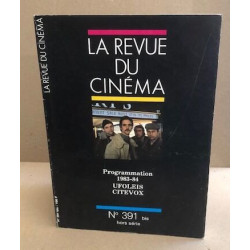 LA REVUE DU CINÉMA
LA REVUE
DU
CINÉMA
Programmation
1983-84
UFOLEIS
CITEVOX
N° 391 bis
hors série